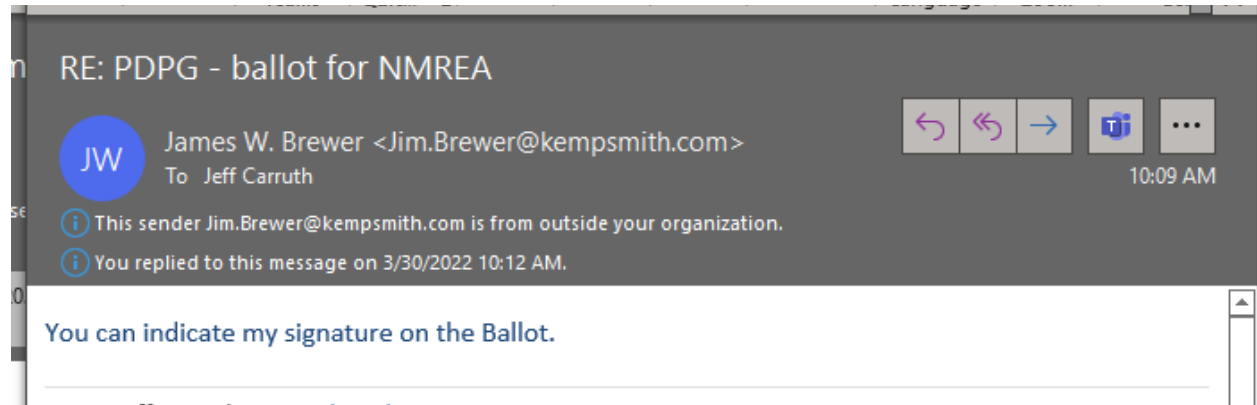 RE: PDPG - ballot for NMREA
JW
James W. Brewer <Jim.Brewer@kempsmith.com>
To Jeff Carruth
10:09 AM
This sender Jim.Brewer@kempsmith.com is from outside your organization.
You replied to this message on 3/30/2022 10:12 AM.
You can indicate my signature on the Ballot.